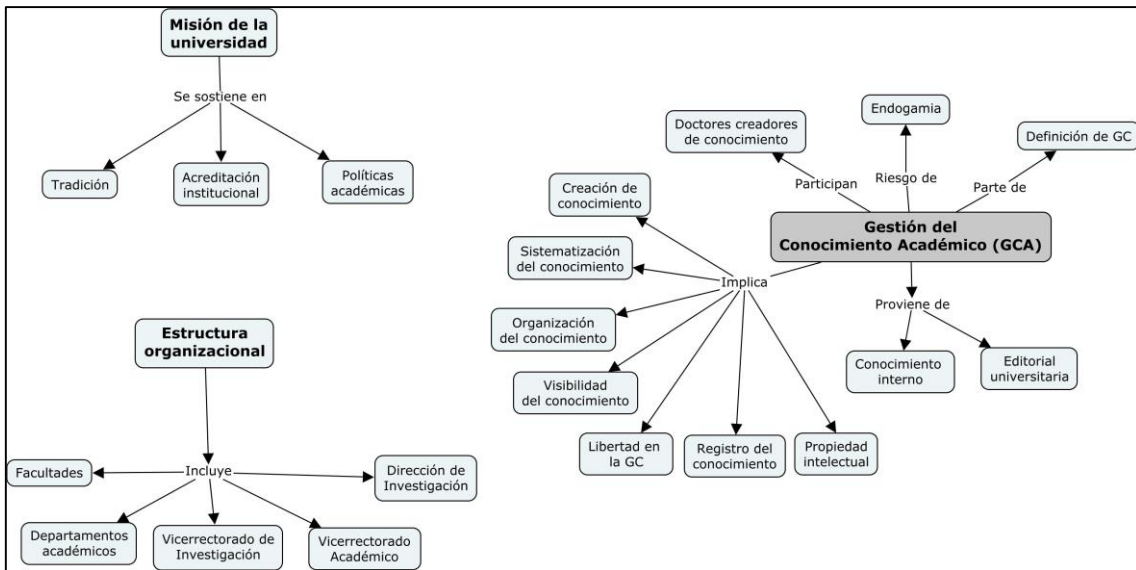 Misión de la
universidad
Se sostiene en
Tradición
Acreditación
institucional
Políticas
académicas
Estructura
organizacional
Incluye
Facultades
Departamentos
académicos
Vicerrectorado de
Investigación
Vicerrectorado
Académico
Dirección de
Investigación
Gestión del
Conocimiento Académico (GCA)
Participan
Doctores creadores
de conocimiento
Riesgo de
Endogamia
Parte de
Definición de GC
Implica
Creación de
conocimiento
Sistematización
del conocimiento
Organización
del conocimiento
Visibilidad
del conocimiento
Libertad en
la GC
Registro del
conocimiento
Propiedad
intelectual
Proviene de
Conocimiento
interno
Editorial
universitaria